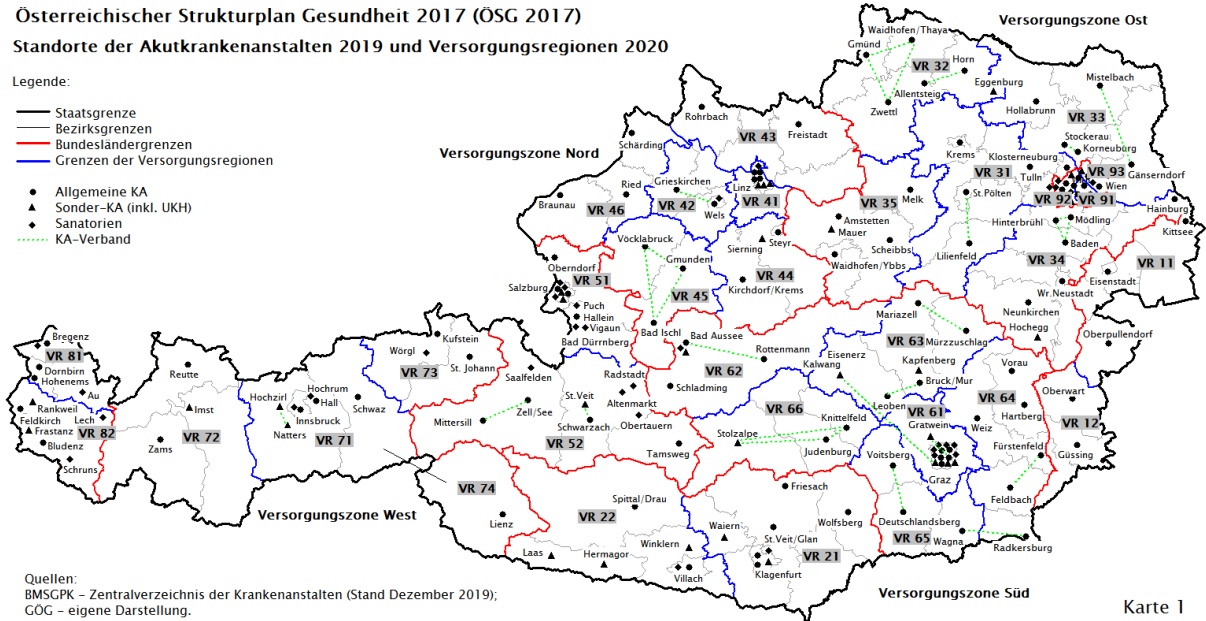 Österreichischer Strukturplan Gesundheit 2017 (ÖSG 2017)
Standorte der Akutkrankenanstalten 2019 und Versorgungsregionen 2020
Legende:
Staatsgrenze
Bezirksgrenzen
Bundesländergrenzen
Grenzen der Versorgungsregionen
Allgemeine KA
Sonder-KA (inkl. UKH)
Sanatorien
KA-Verband
Versorgungszone Ost
Waidhofen/Thaya
Gmünd
VR 32
Horn
Eggenburg
Allentsteig
Zwettl
Hollabrunn
Mistelbach
VR 33
Stockerau
Korneuburg
Klosterneuburg
Krems
VR 31
Tulln
VR 93
Gänserndorf
Wien
VR 92
VR 91
St.Pölten
Hainburg
Kittsee
Hinterbrühl
Mödling
Baden
Lilienfeld
VR 34
VR 11
Eisenstadt
Wr.Neustadt
Neunkirchen
Hochegg
Oberpullendorf
Versorgungszone Nord
Rohrbach
VR 43
Freistadt
Schärding
Grieskirchen
Linz
Ried
Braunau
VR 46
VR 42
Wels
VR 41
VR 35
Melk
Amstetten
Mauer
Scheibbs
Waidhofen/Ybbs
Steyr
Sierning
Vöcklabruck
Gmunden
VR 44
Kirchdorf/Krems
VR 45
Oberndorf
VR 51
Salzburg
Puch
Hallein
Vigaun
Bad Dürrnberg
Bad Ischl
Bad Aussee
Rottenmann
VR 62
Schladming
Mariazell
VR 63
Mürzzuschlag
Eisenerz
Kalwang
Kapfenberg
Bruck/Mur
Leoben
VR 61
Gratwein
Vorau
VR 64
Hartberg
Weiz
Oberwart
VR 12
Fürstenfeld
Güssing
Feldbach
Graz
VR 66
Knittelfeld
Stolzalpe
Judenburg
Voitsberg
Deutschlandsberg
VR 65
Wagna
Radkersburg
Bregenz
VR 81
Dornbirn
Hohenems
Au
Rankweil
Feldkirch
Lech
Frastanz
VR 82
Bludenz
Schruns
Reutte
Imst
Zams
VR 72
Hochzirl
Hochrum
Hall
Innsbruck
Natters
VR 71
Schwaz
Wörgl
Kufstein
St. Johann
VR 73
Saalfelden
Zell/See
Mittersill
St.Veit
Radstadt
Altenmarkt
Schwarzach
Obertauern
VR 52
Tamsweg
VR 74
Lienz
Versorgungszone West
VR 22
Spittal/Drau
Winklern
Laas
Hermagor
Villach
Friesach
Waiern
St.Veit/Glan
Wolfsberg
VR 21
Klagenfurt
Versorgungszone Süd
Quellen:
BMSGPK – Zentralverzeichnis der Krankenanstalten (Stand Dezember 2019);
GÖG – eigene Darstellung.
Karte 1